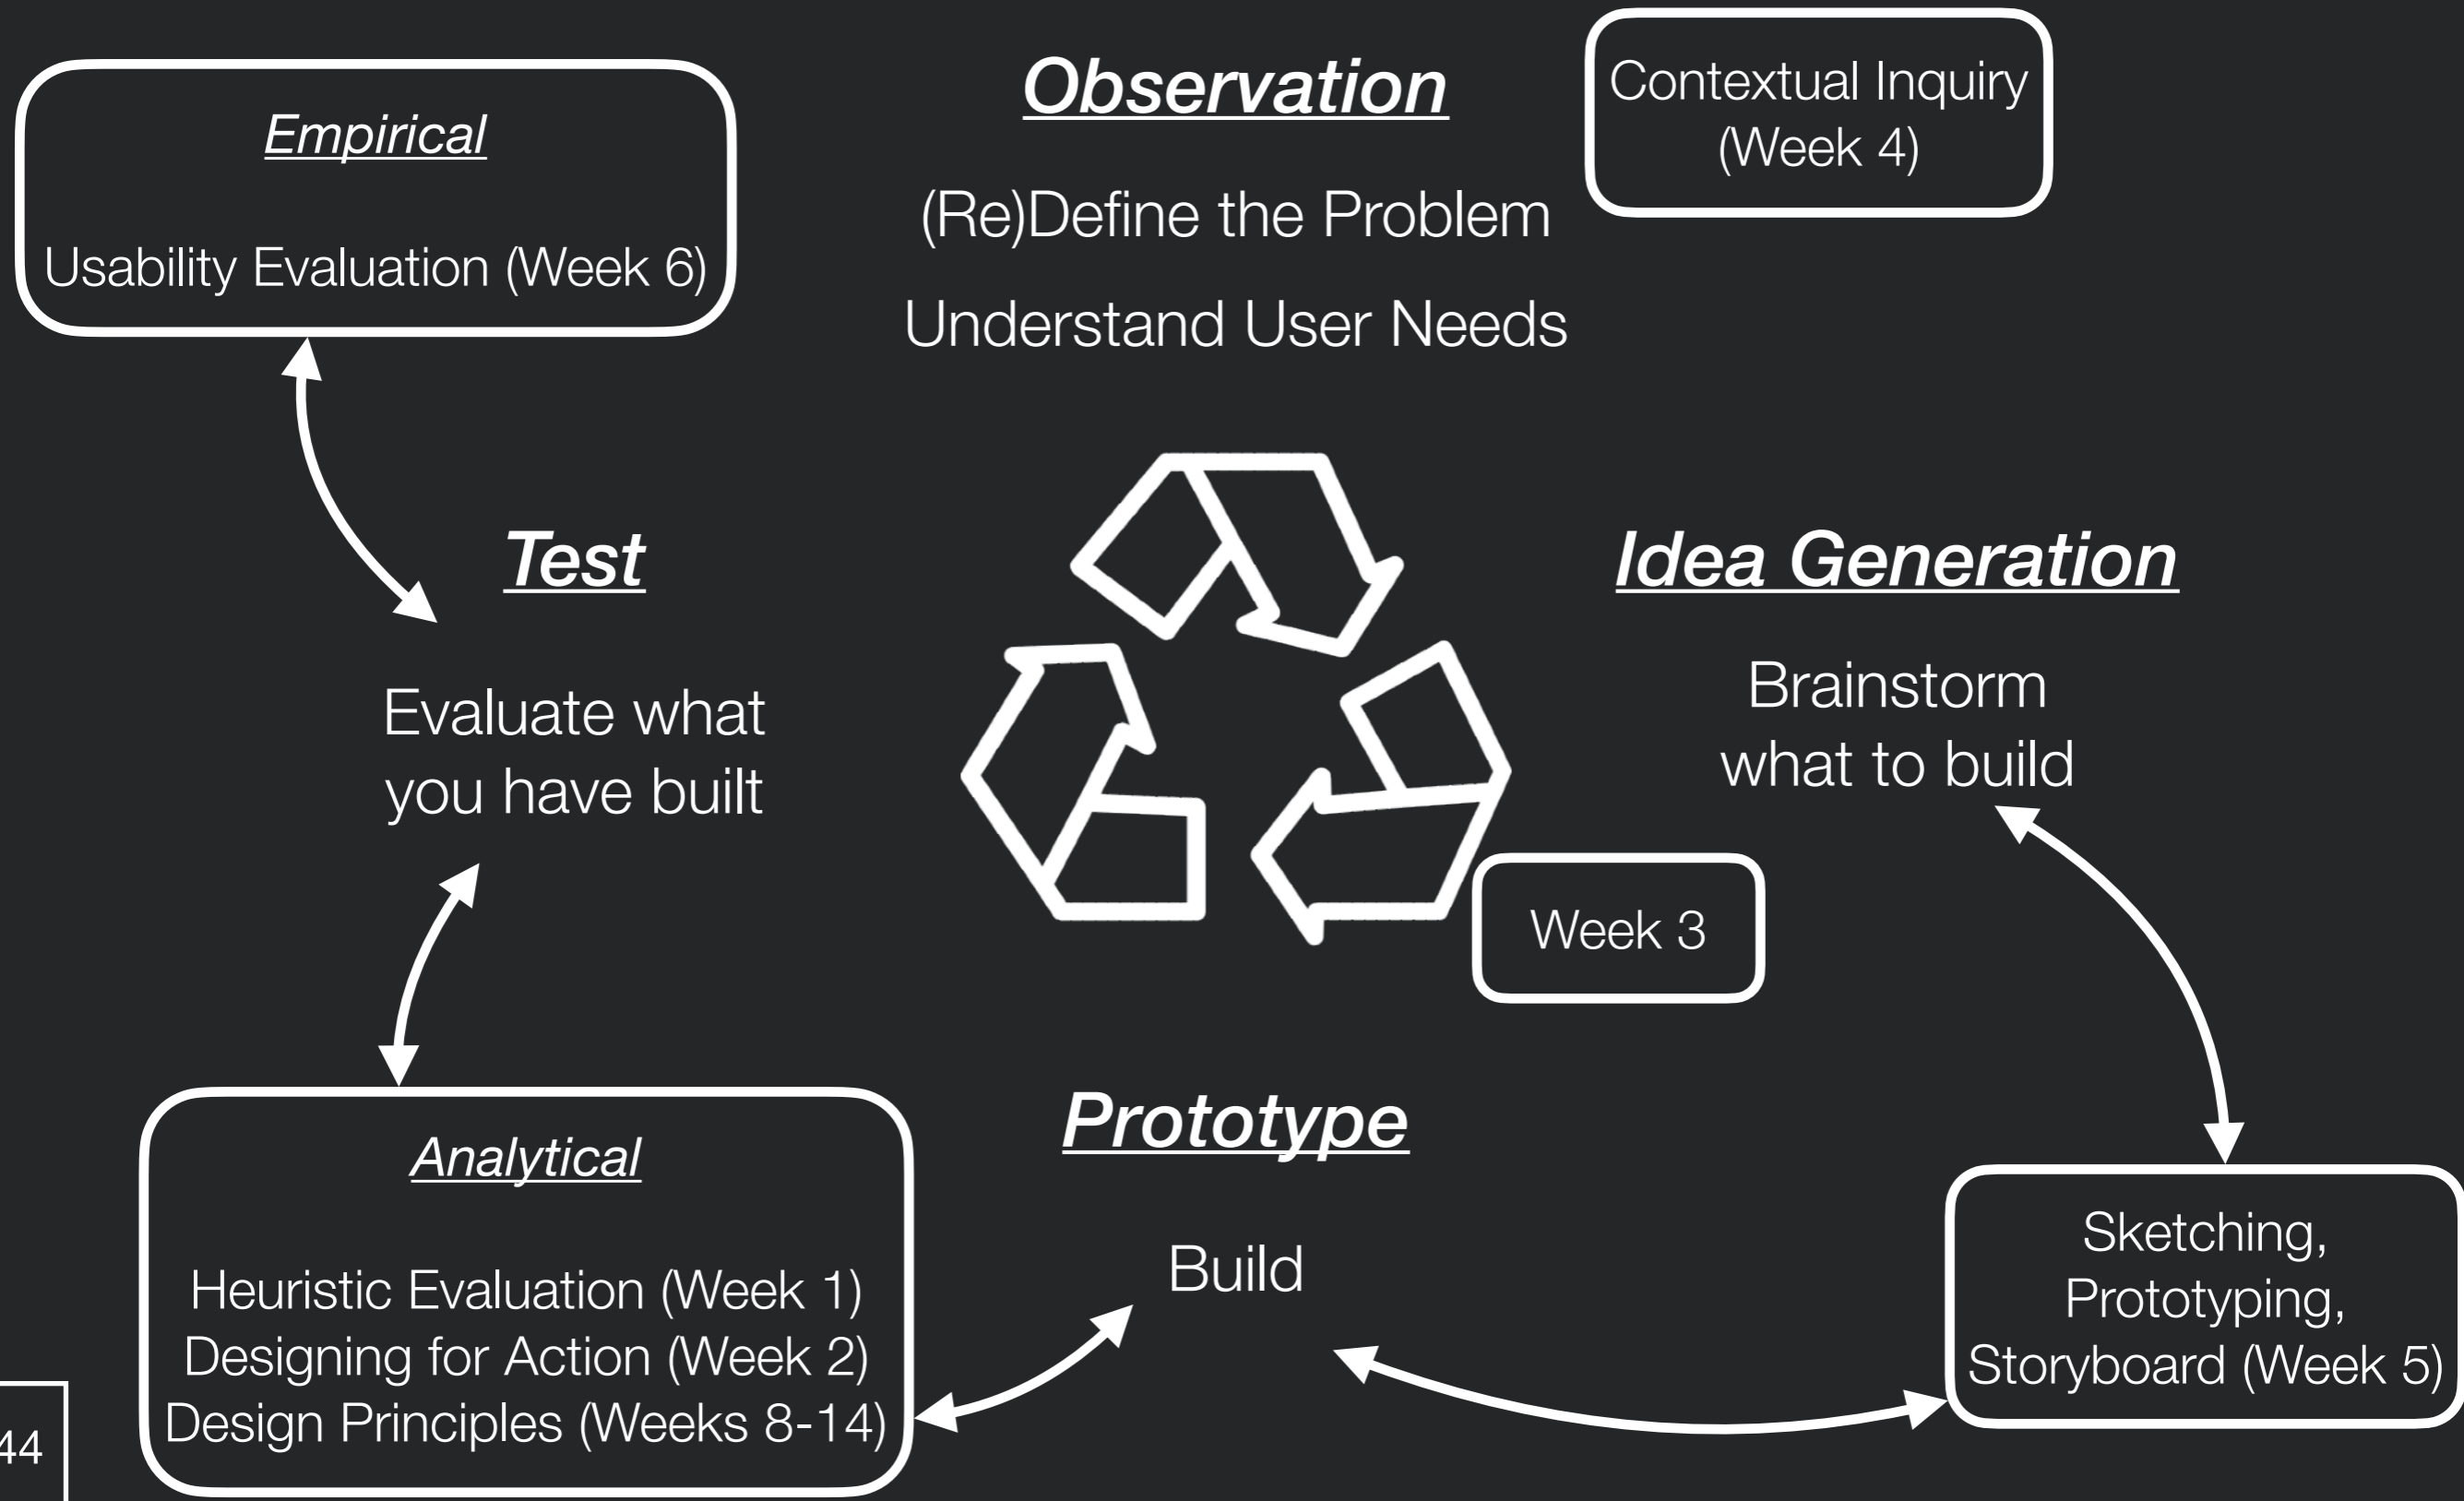 Observation
(Re)Define the Problem
Understand User Needs
Contextual Inquiry
(Week 4)
Empirical
Usability Evaluation (Week 6)
Test
Evaluate what
you have built
Idea Generation
Brainstorm
what to build
Week 3
Analytical
Heuristic Evaluation (Week 1)
Designing for Action (Week 2)
Design Principles (Weeks 8-14)
Prototype
Build
Sketching,
Prototyping,
Storyboard (Week 5)
44